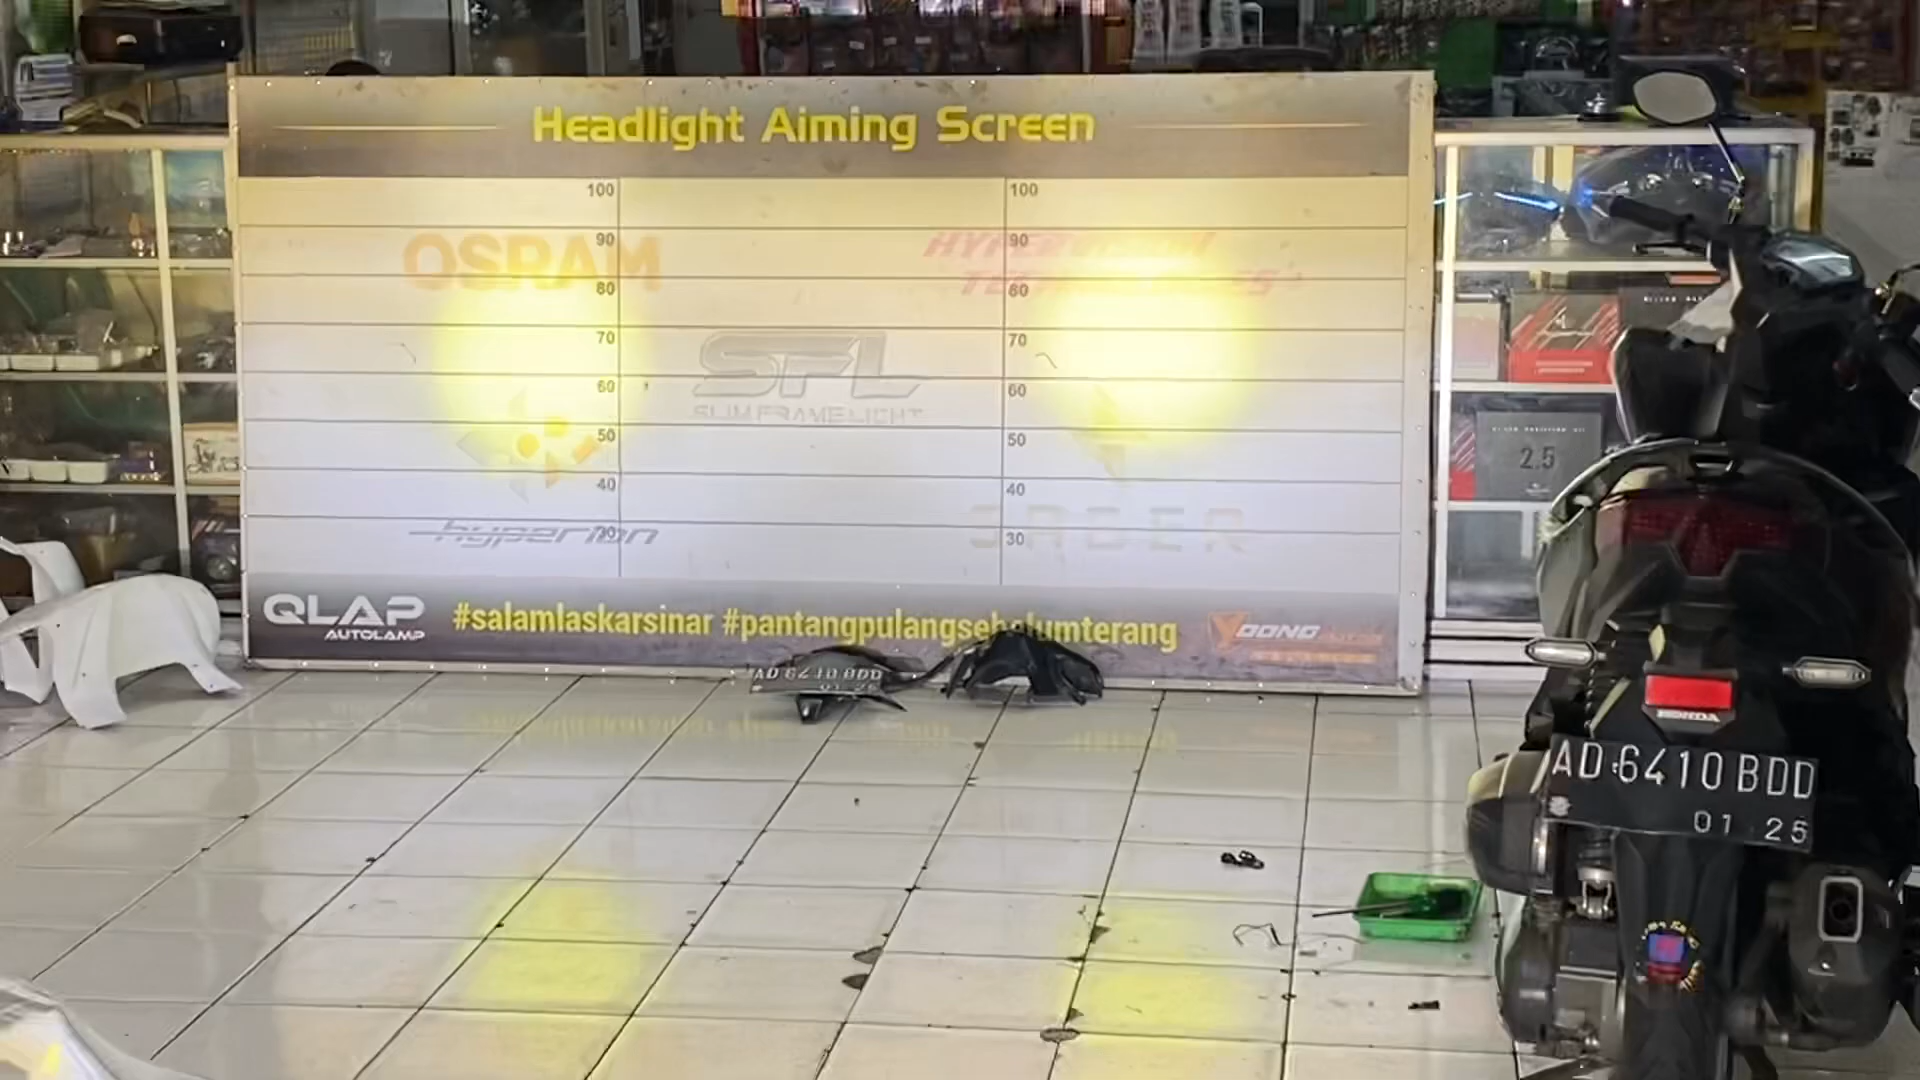 Headlight Aiming Screen
100 100
OSRAM
90 90
80 80
70 70
SFL
SLIM FRAME LIGHT
60 60
50 50
40 40
hyperion
30 30
QLAP
AUTOLAMP
#salamlaskarsinar #pantangpulangsebelumterang
AD 6410 BDD
01 25
2.5
HONDA
AD 6410 BDD
01 25